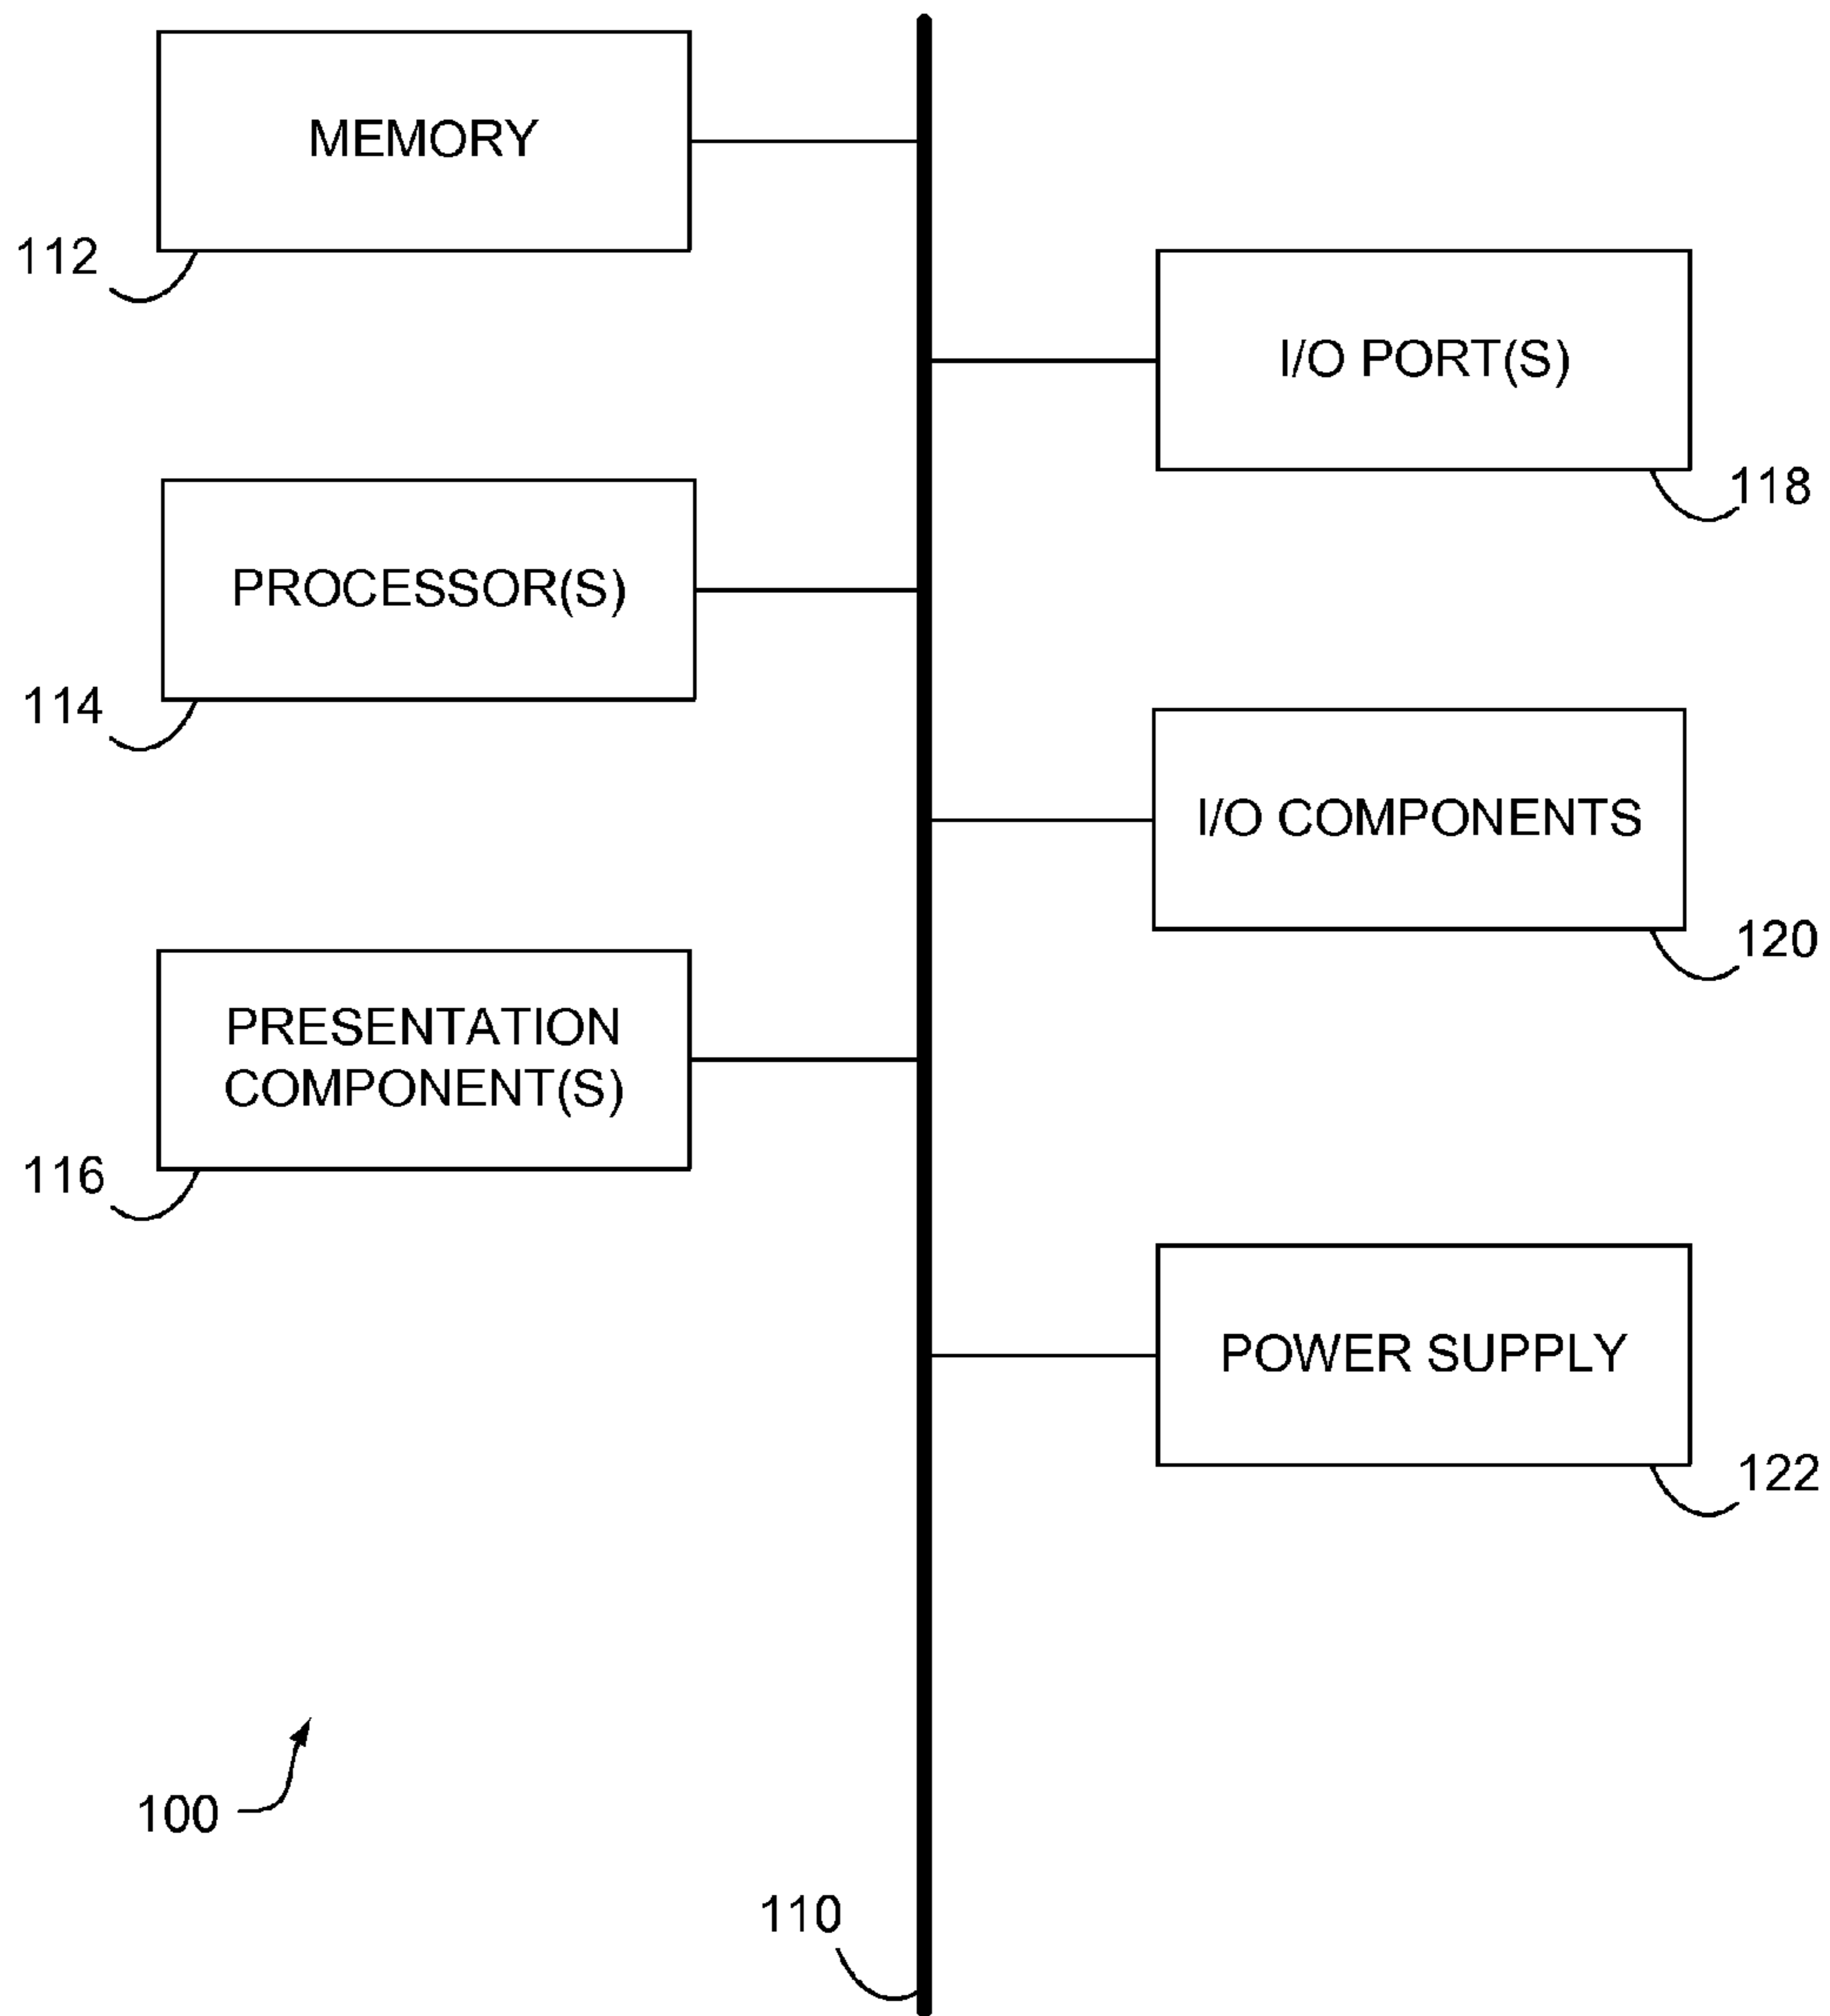 MEMORY
112
I/O PORT(S)
118
PROCESSOR(S)
114
I/O COMPONENTS
120
PRESENTATION
COMPONENT(S)
116
POWER SUPPLY
122
100
110